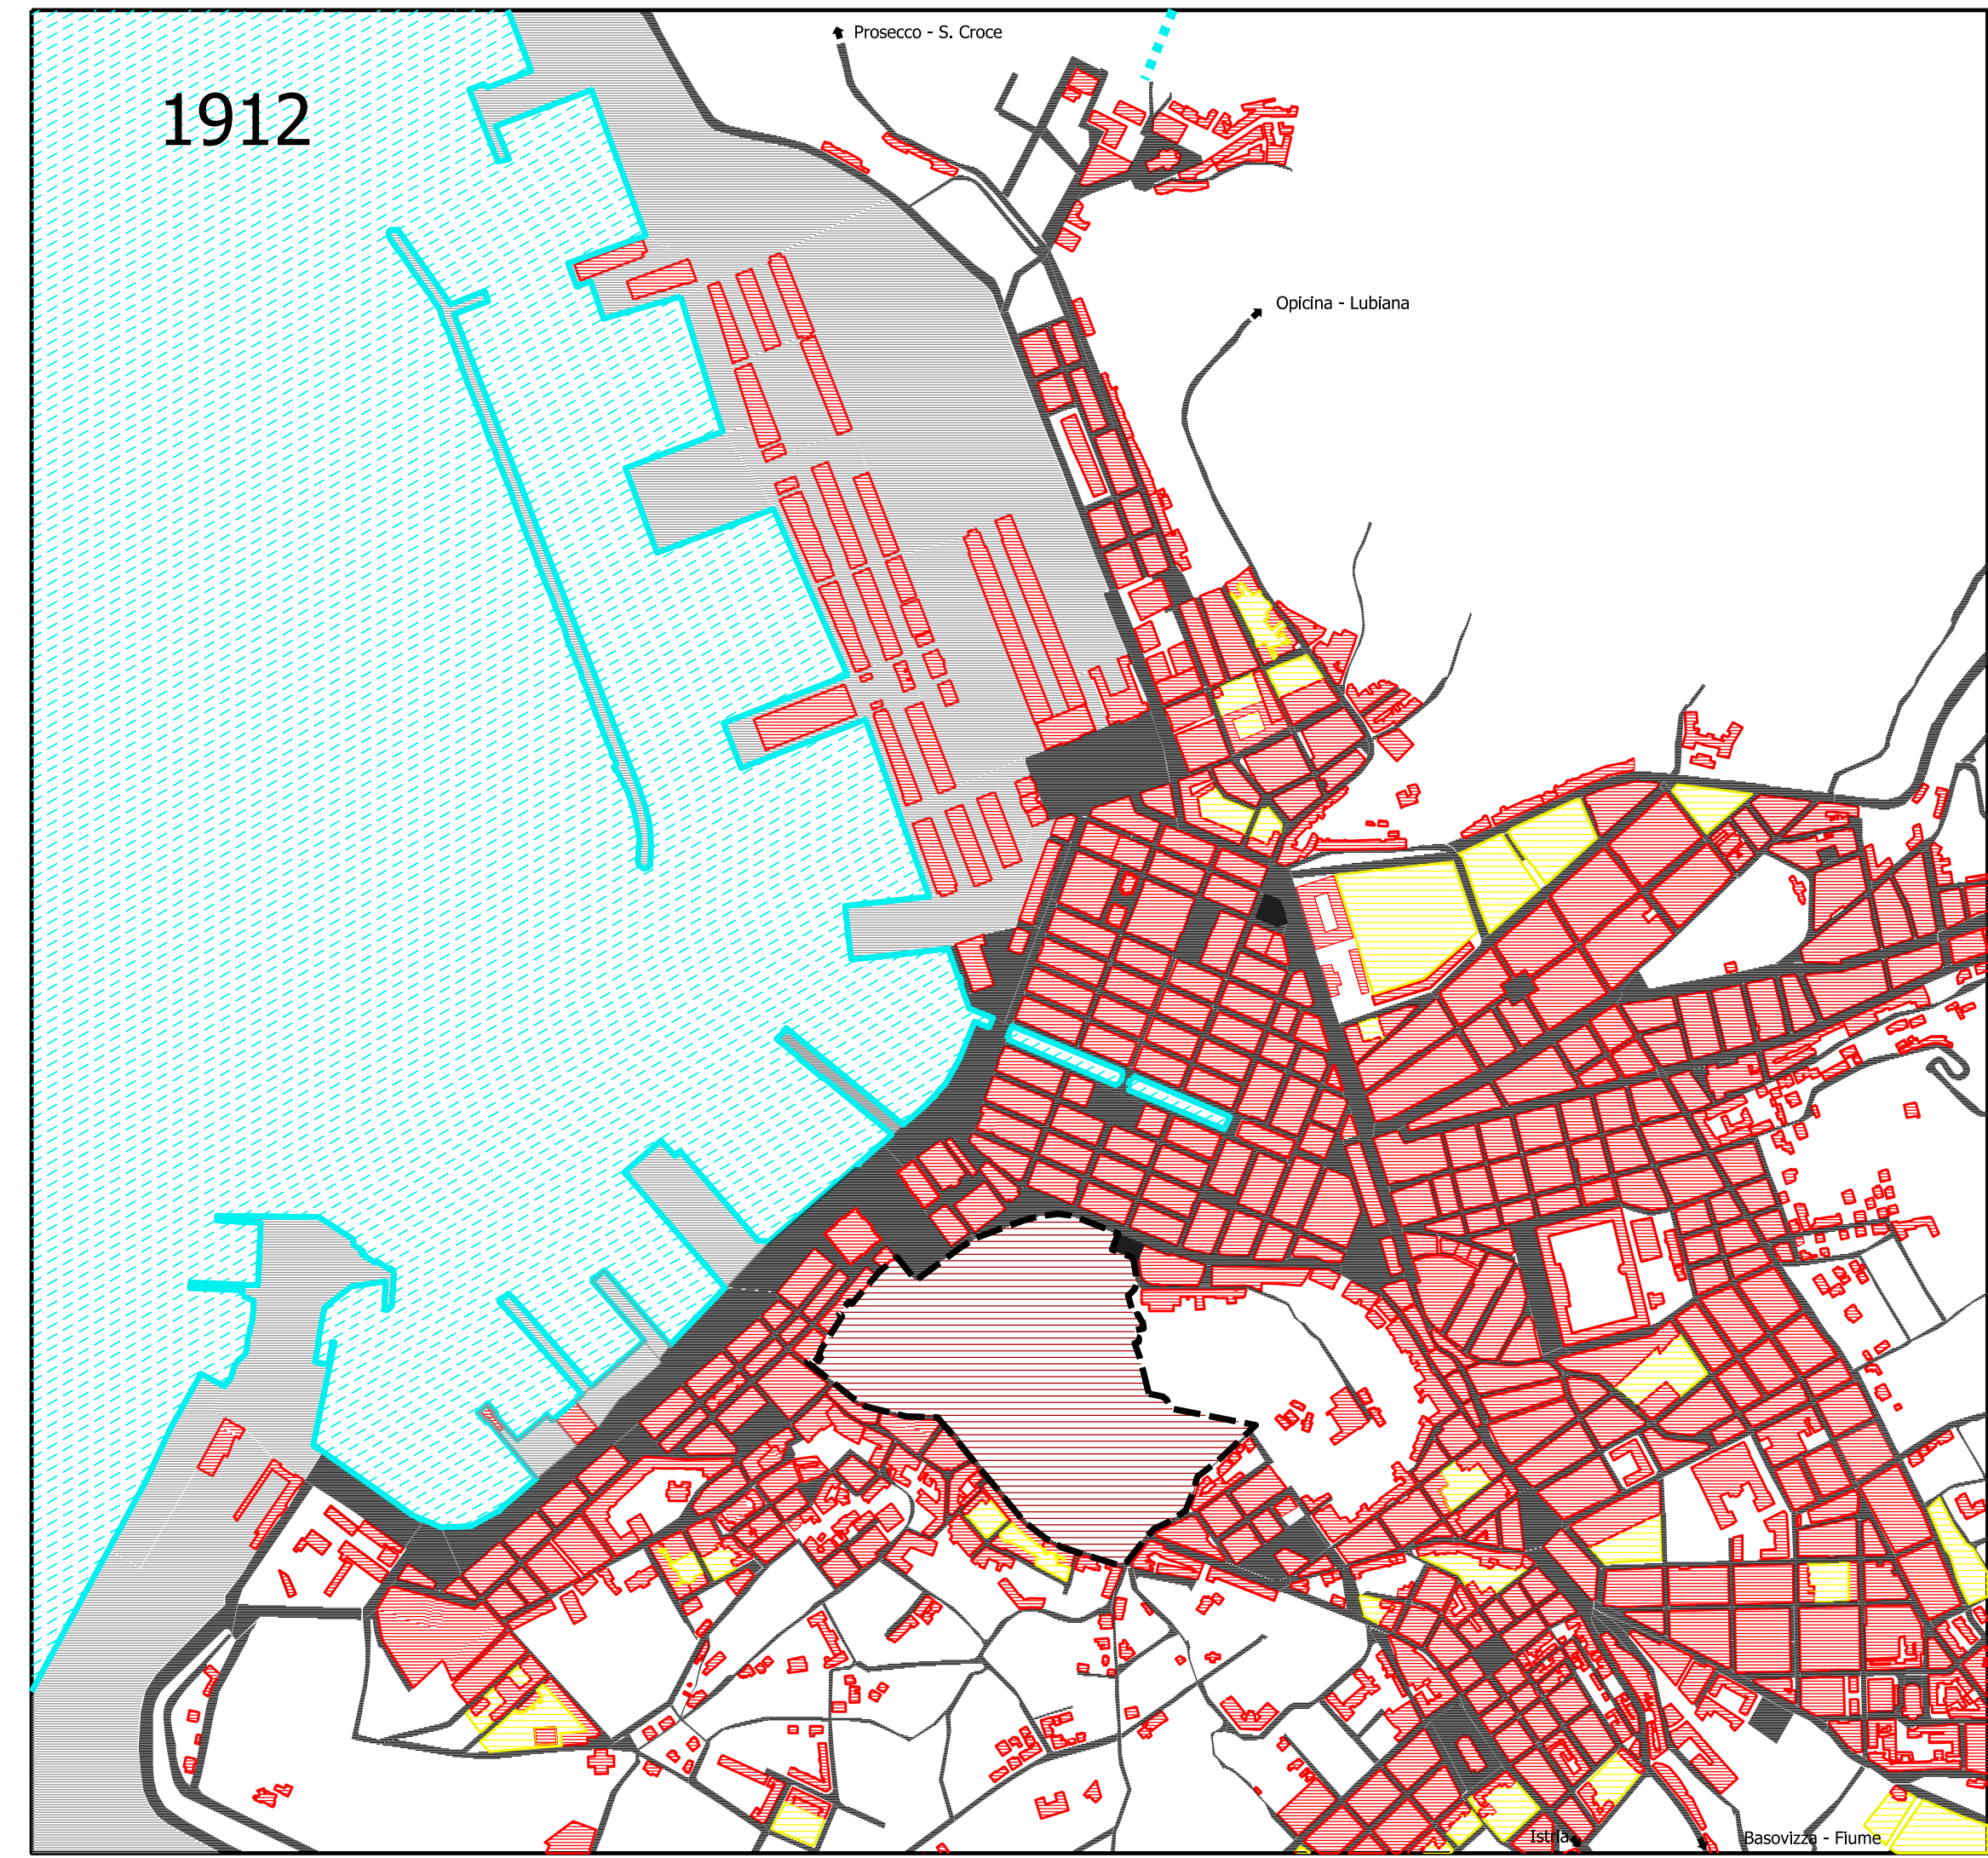 Prosecco - S. Croce
1912
Opicina - Lubiana
Istria
Basovizza - Fiume